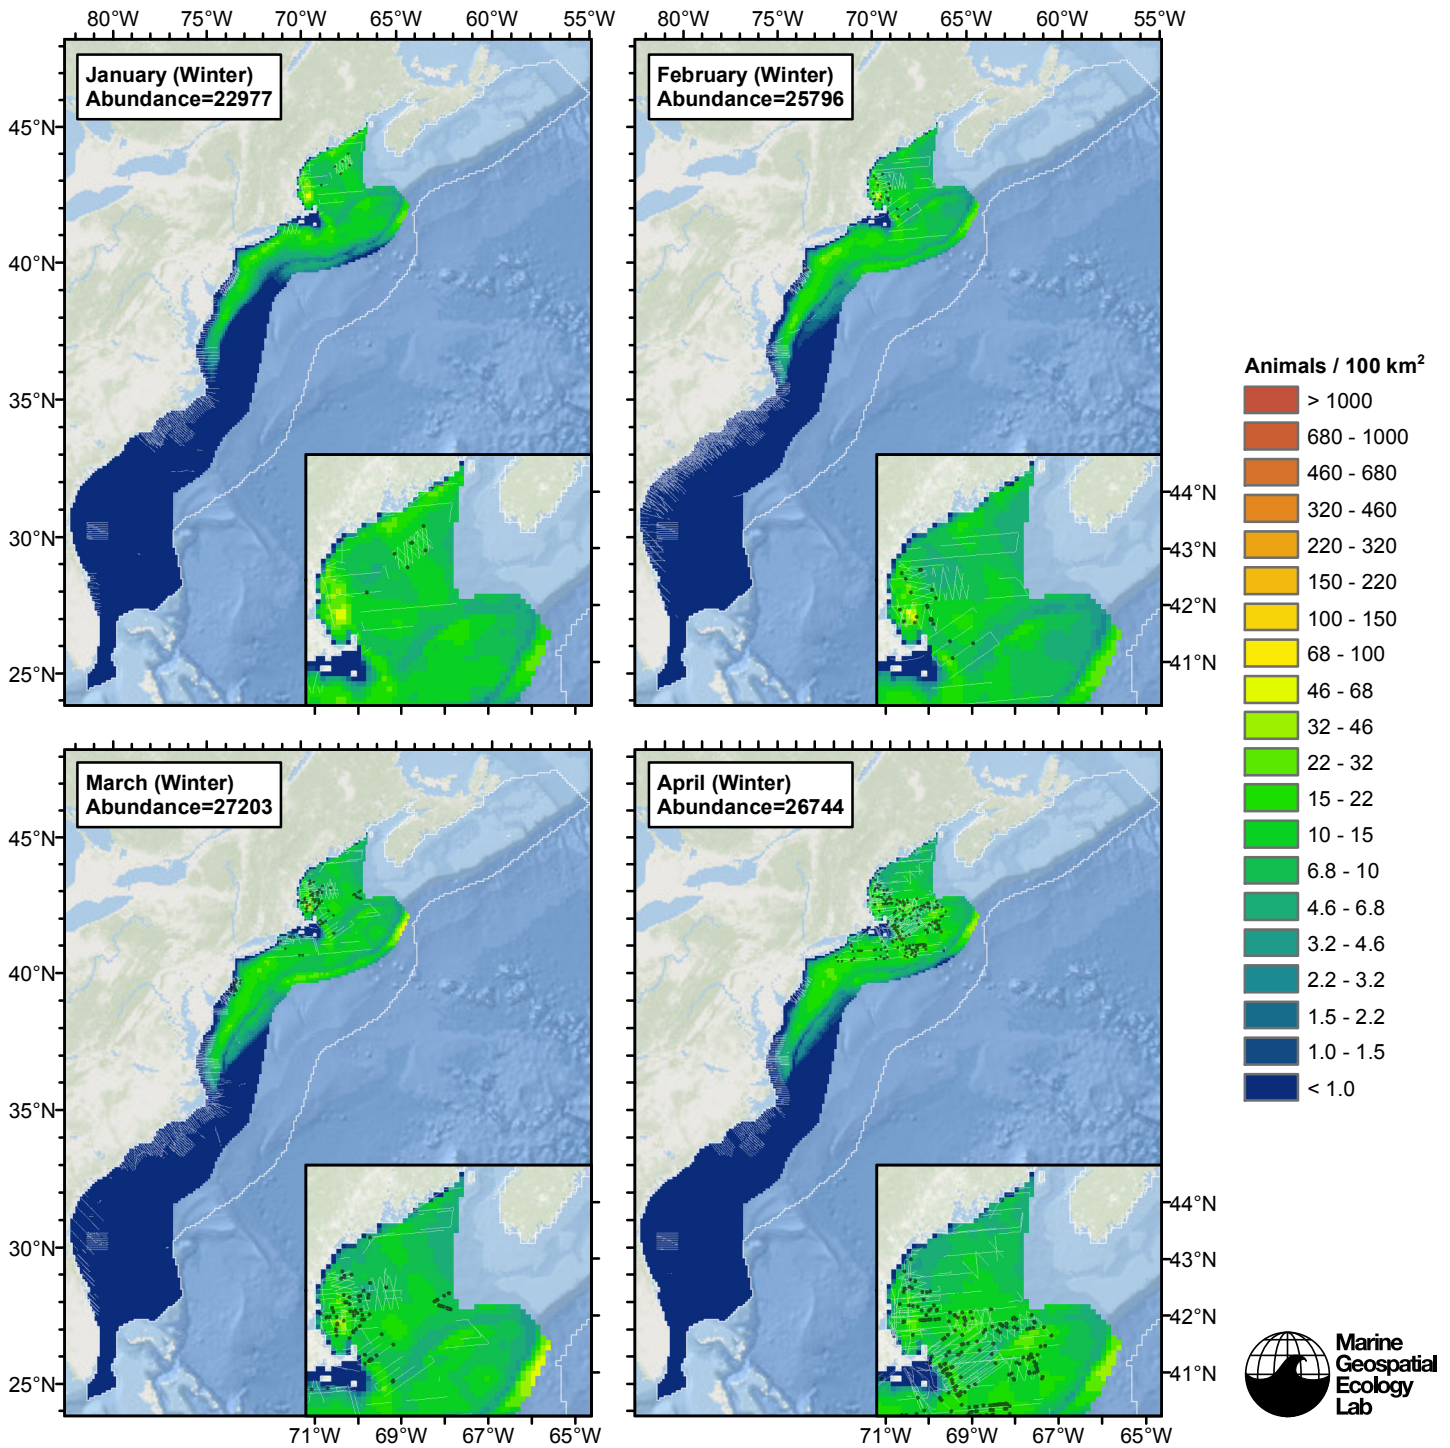 80°W 75°W 70°W 65°W 60°W 55°W 80°W 75°W 70°W 65°W 60°W 55°W
January (Winter)
Abundance=22977
February (Winter)
Abundance=25796
45°N
40°N
35°N
30°N
25°N
44°N
43°N
42°N
41°N
March (Winter)
Abundance=27203
April (Winter)
Abundance=26744
45°N
40°N
35°N
30°N
25°N
44°N
43°N
42°N
41°N
71°W 69°W 67°W 65°W 71°W 69°W 67°W 65°W
Animals / 100 km²
> 1000
680 - 1000
460 - 680
320 - 460
220 - 320
150 - 220
100 - 150
68 - 100
46 - 68
32 - 46
22 - 32
15 - 22
10 - 15
6.8 - 10
4.6 - 6.8
3.2 - 4.6
2.2 - 3.2
1.5 - 2.2
1.0 - 1.5
< 1.0
Marine
Geospatial
Ecology
Lab